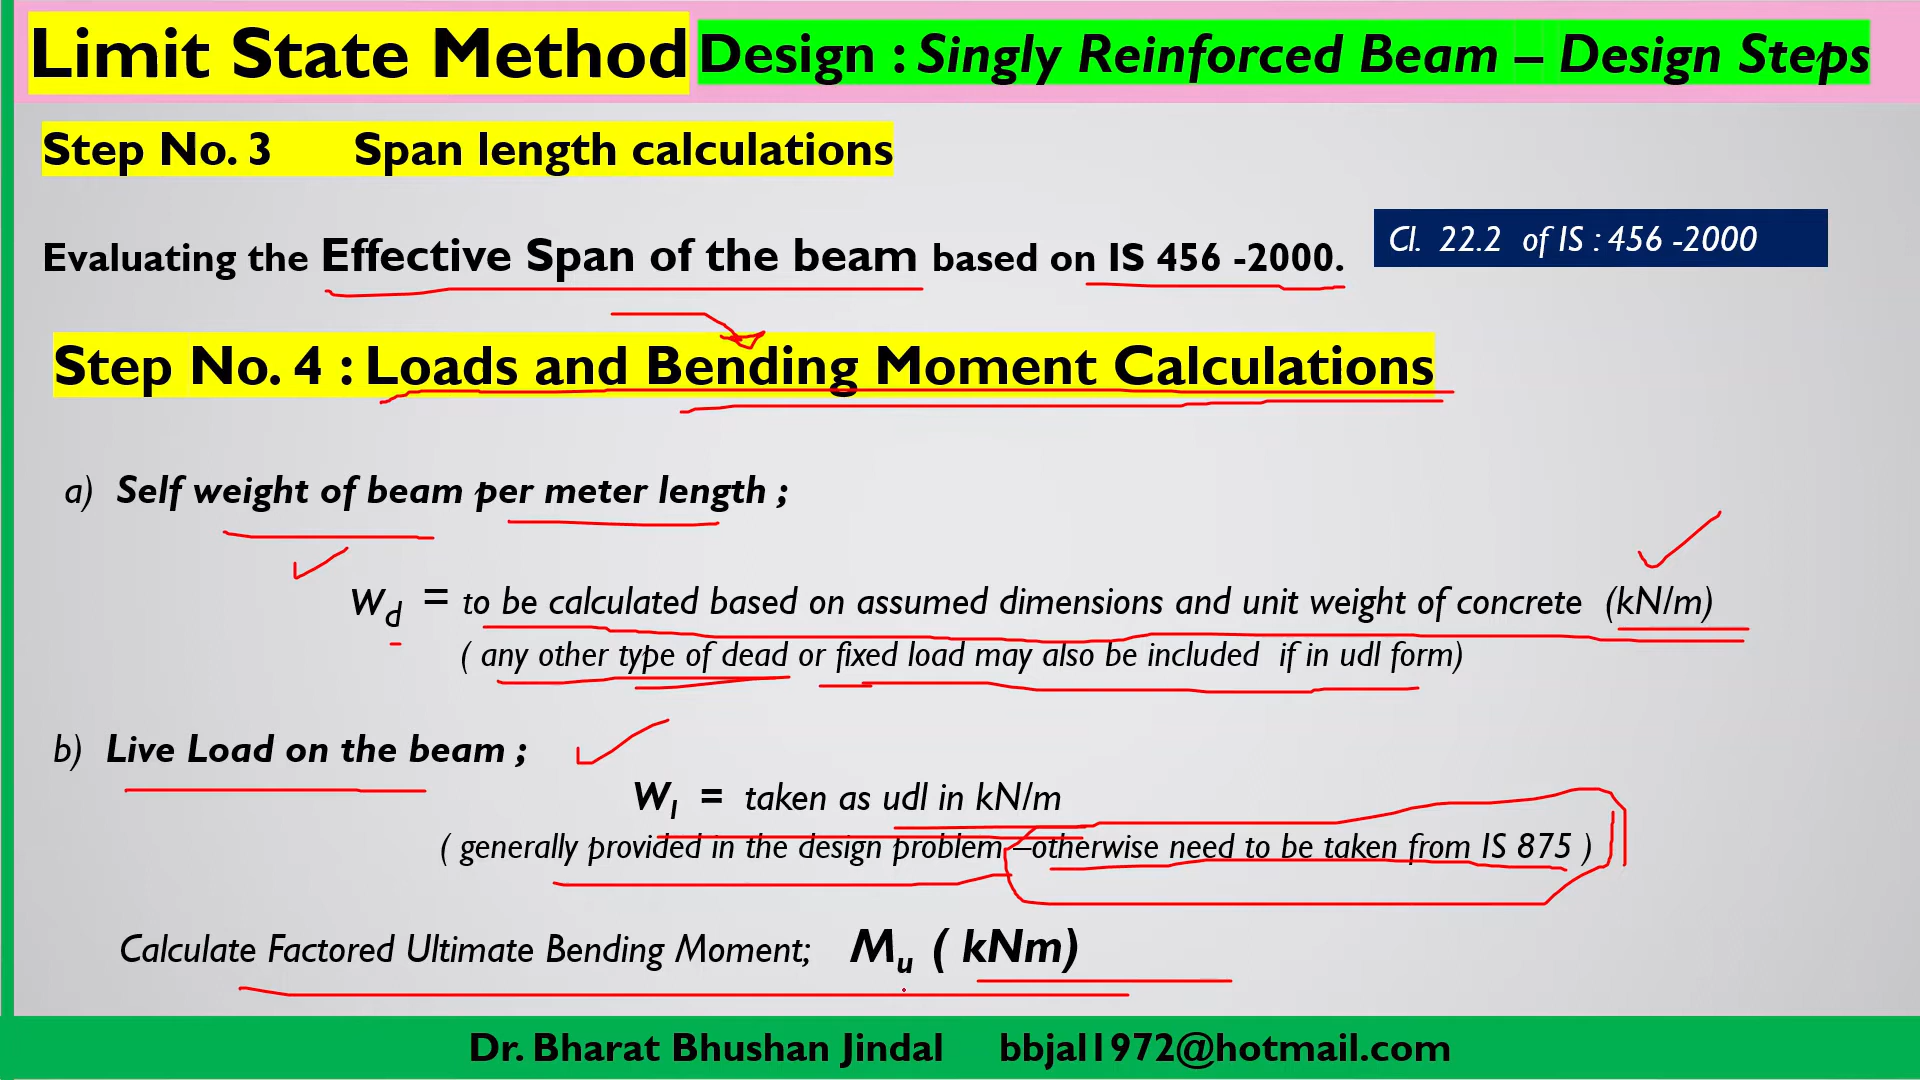 Limit State Method Design : Singly Reinforced Beam – Design Steps
Step No. 3 Span length calculations
Evaluating the Effective Span of the beam based on IS 456 -2000.
Cl. 22.2 of IS : 456 -2000
Step No. 4 : Loads and Bending Moment Calculations
a) Self weight of beam per meter length ;
wd = to be calculated based on assumed dimensions and unit weight of concrete (kN/m)
( any other type of dead or fixed load may also be included if in udl form)
b) Live Load on the beam ;
wl = taken as udl in kN/m
( generally provided in the design problem –otherwise need to be taken from IS 875 )
Calculate Factored Ultimate Bending Moment; Mu ( kNm)
Dr. Bharat Bhushan Jindal bbjal1972@hotmail.com